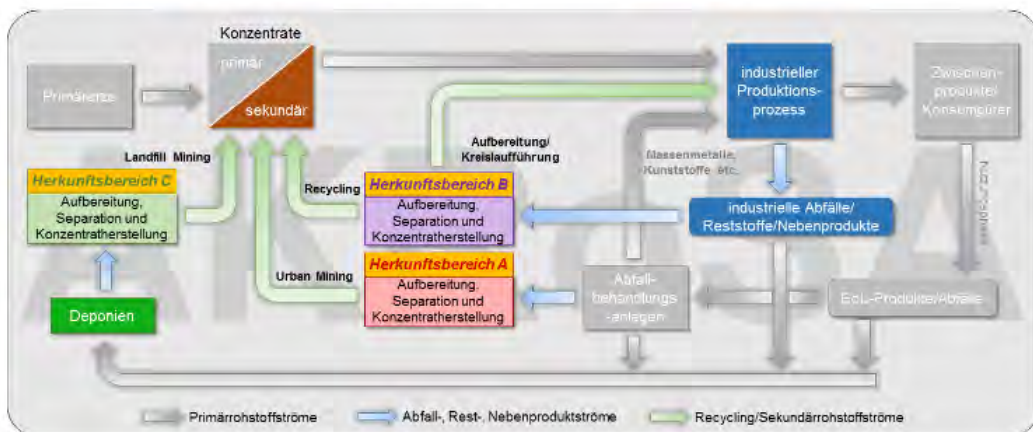 Konzentrate
primär
sekundär
Primärerze
industrieller
Produktions-
prozess
Zwischen-
produkte/
Konsumgüter
Landfill Mining
Aufbereitung/
Kreislaufführung
Massenmetalle,
Kunststoffe etc.
Nutzungsphase
Herkunftsbereich C
Aufbereitung,
Separation und
Konzentratherstellung
Recycling
Herkunftsbereich B
Aufbereitung,
Separation und
Konzentratherstellung
industrielle Abfälle/
Reststoffe/Nebenprodukte
Urban Mining
Herkunftsbereich A
Aufbereitung,
Separation und
Konzentratherstellung
Abfall-
behandlungs
-anlagen
EoL-Produkte/Abfälle
Deponien
Primärrohstoffströme
Abfall-, Rest-, Nebenproduktströme
Recycling/Sekundärrohstoffströme